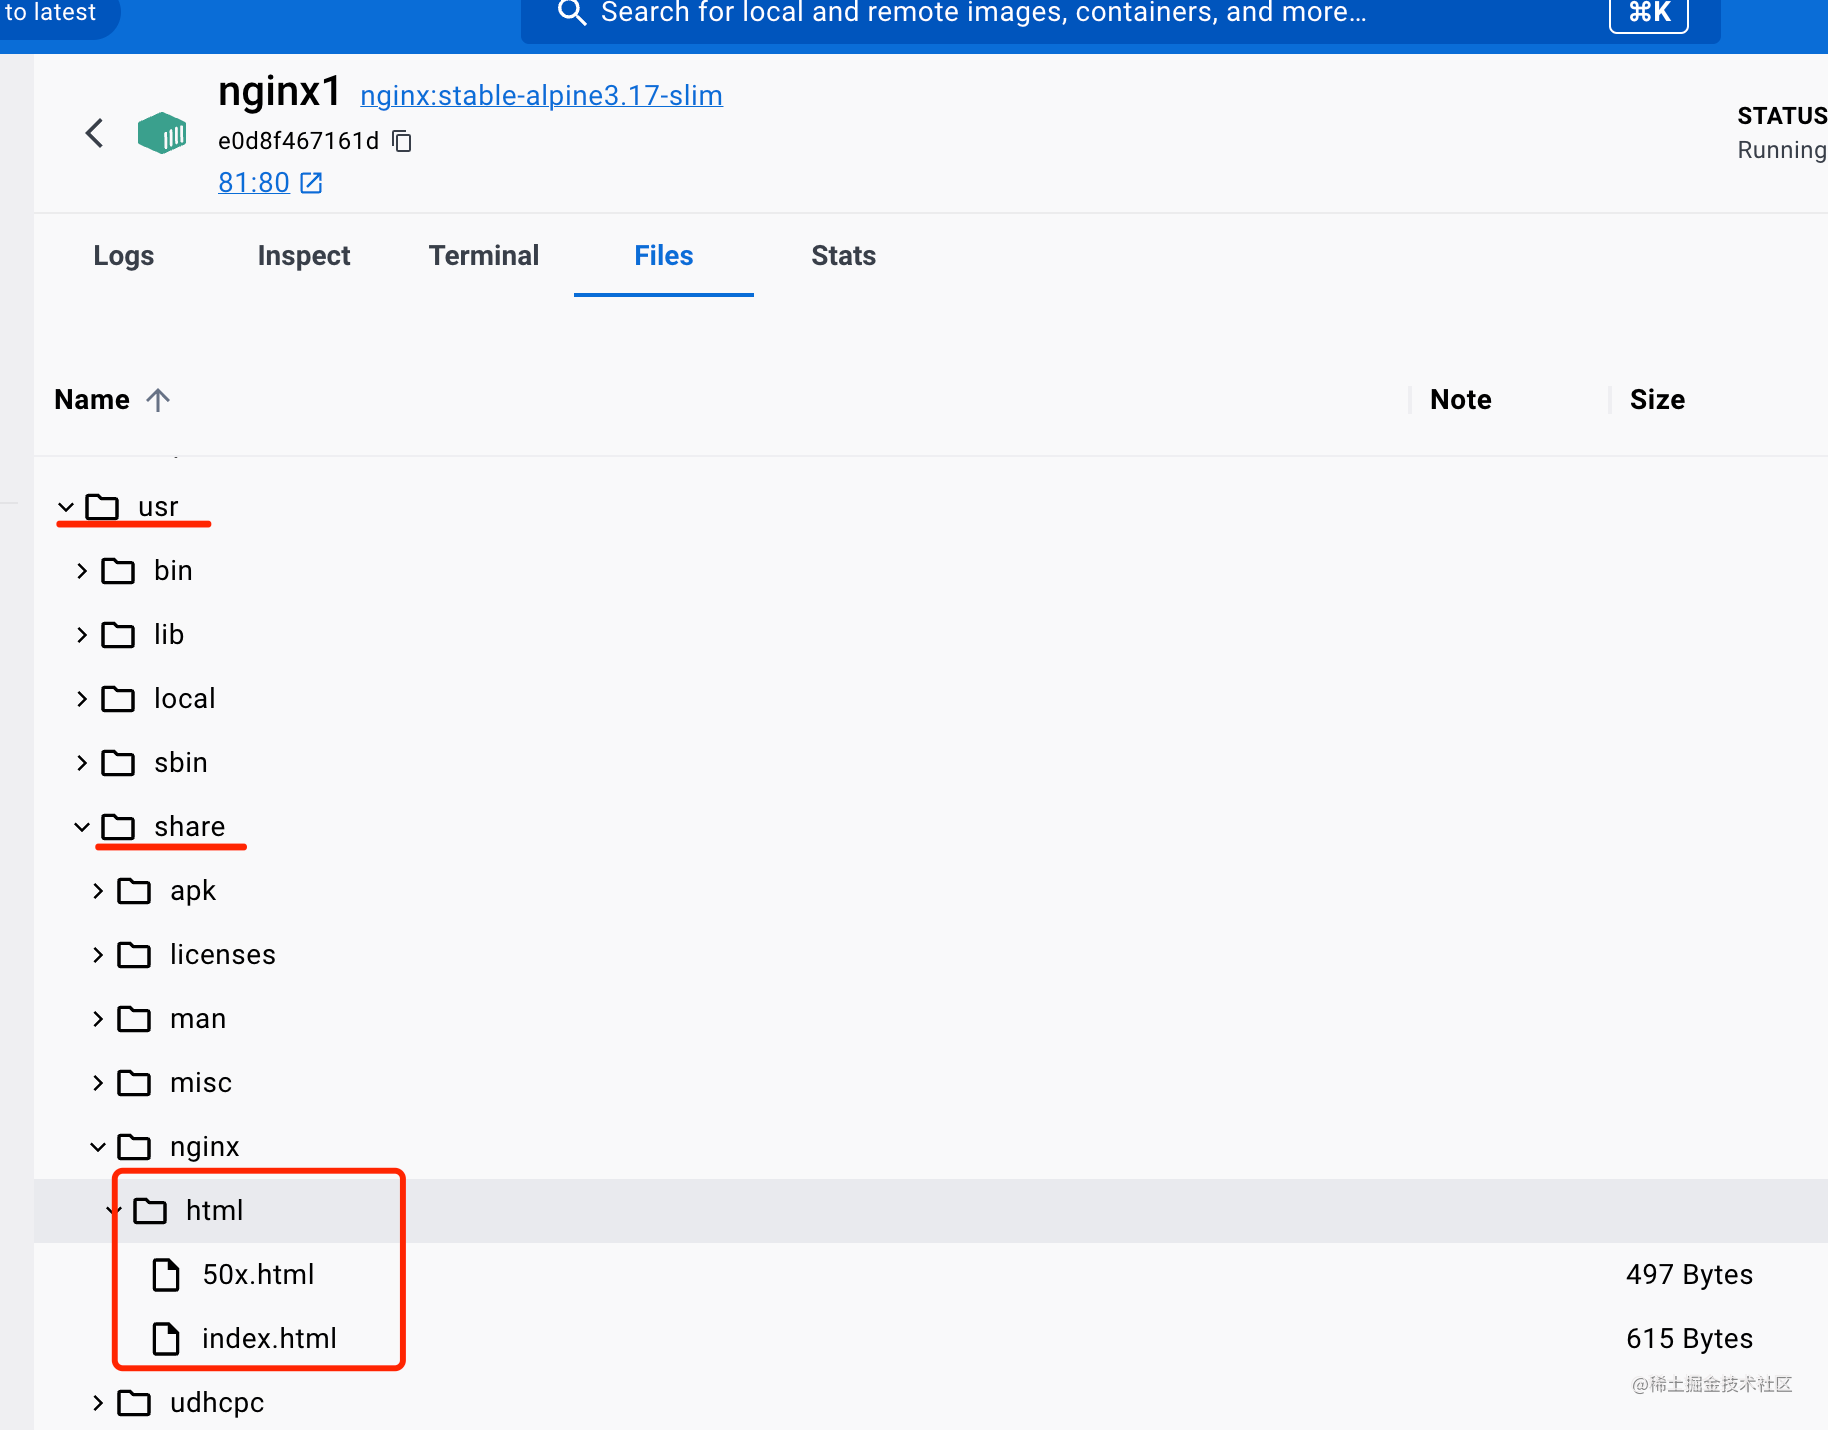 to latest
Search for local and remote images, containers, and more...
⌘K
nginx1 nginx:stable-alpine3.17-slim
e0d8f467161d
81:80
STATUS
Running
Logs Inspect Terminal Files Stats
Name Note Size
usr
bin
lib
local
sbin
share
apk
licenses
man
misc
nginx
html
50x.html 497 Bytes
index.html 615 Bytes
@稀土掘金技术社区
udhcpc